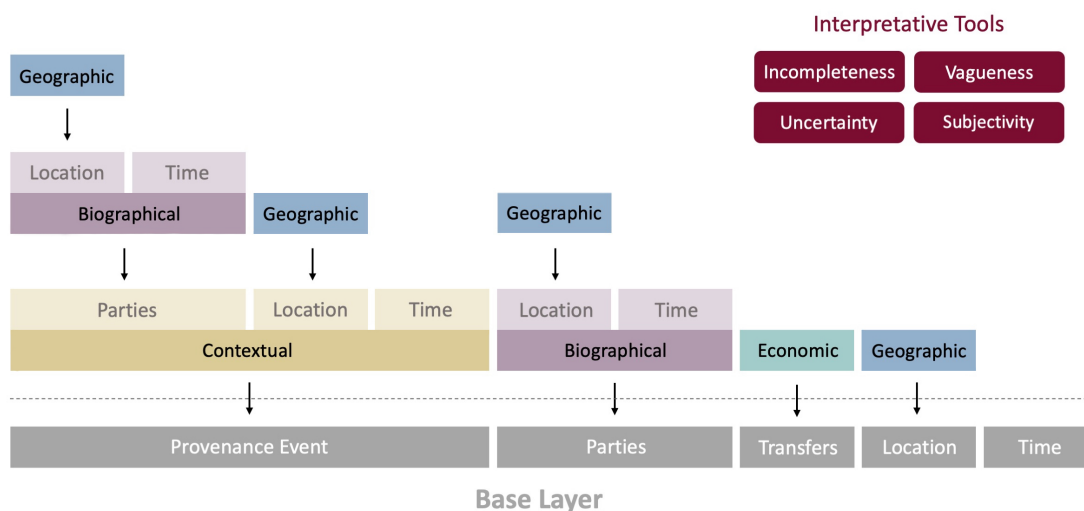 Interpretative Tools
Geographic
Incompleteness Vagueness
Uncertainty Subjectivity
Location Time
Biographical Geographic Geographic
Parties Location Time Location Time
Contextual Biographical Economic Geographic
Provenance Event Parties Transfers Location Time
Base Layer